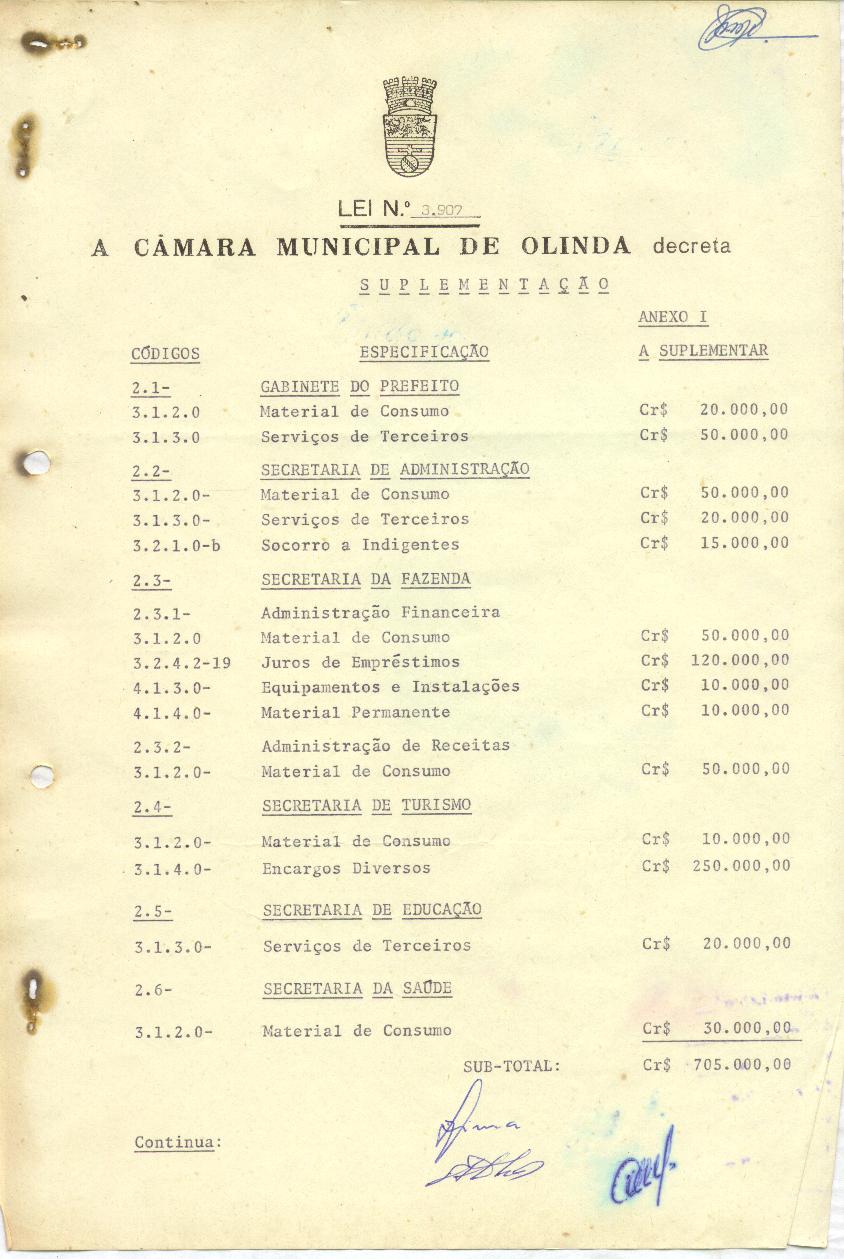 LEI N.º 3.907
A CÂMARA MUNICIPAL DE OLINDA decreta
SUPLEMENTAÇÃO
ANEXO I
CÓDIGOS ESPECIFICAÇÃO A SUPLEMENTAR
2.1- GABINETE DO PREFEITO
3.1.2.0 Material de Consumo Cr$ 20.000,00
3.1.3.0 Serviços de Terceiros Cr$ 50.000,00
2.2- SECRETARIA DE ADMINISTRAÇÃO
3.1.2.0- Material de Consumo Cr$ 50.000,00
3.1.3.0- Serviços de Terceiros Cr$ 20.000,00
3.2.1.0-b Socorro a Indigentes Cr$ 15.000,00
2.3- SECRETARIA DA FAZENDA
2.3.1- Administração Financeira
3.1.2.0 Material de Consumo Cr$ 50.000,00
3.2.4.2-19 Juros de Empréstimos Cr$ 120.000,00
4.1.3.0- Equipamentos e Instalações Cr$ 10.000,00
4.1.4.0- Material Permanente Cr$ 10.000,00
2.3.2- Administração de Receitas
3.1.2.0- Material de Consumo Cr$ 50.000,00
2.4- SECRETARIA DE TURISMO
3.1.2.0- Material de Consumo Cr$ 10.000,00
3.1.4.0- Encargos Diversos Cr$ 250.000,00
2.5- SECRETARIA DE EDUCAÇÃO
3.1.3.0- Serviços de Terceiros Cr$ 20.000,00
2.6- SECRETARIA DA SAÚDE
3.1.2.0- Material de Consumo Cr$ 30.000,00
SUB-TOTAL: Cr$ 705.000,00
Continua: